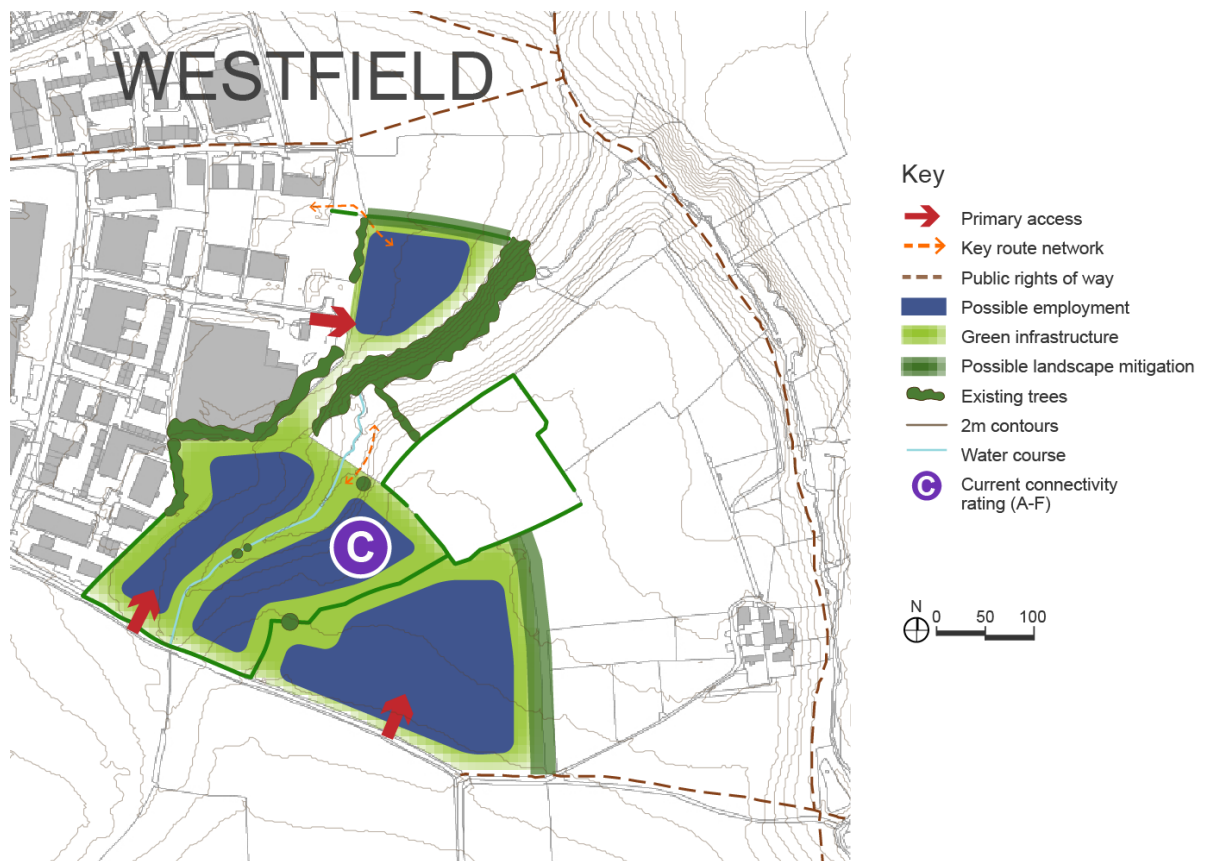 WESTFIELD
C
Key
Primary access
Key route network
Public rights of way
Possible employment
Green infrastructure
Possible landscape mitigation
Existing trees
2m contours
Water course
C
Current connectivity
rating (A-F)
N
0 50 100